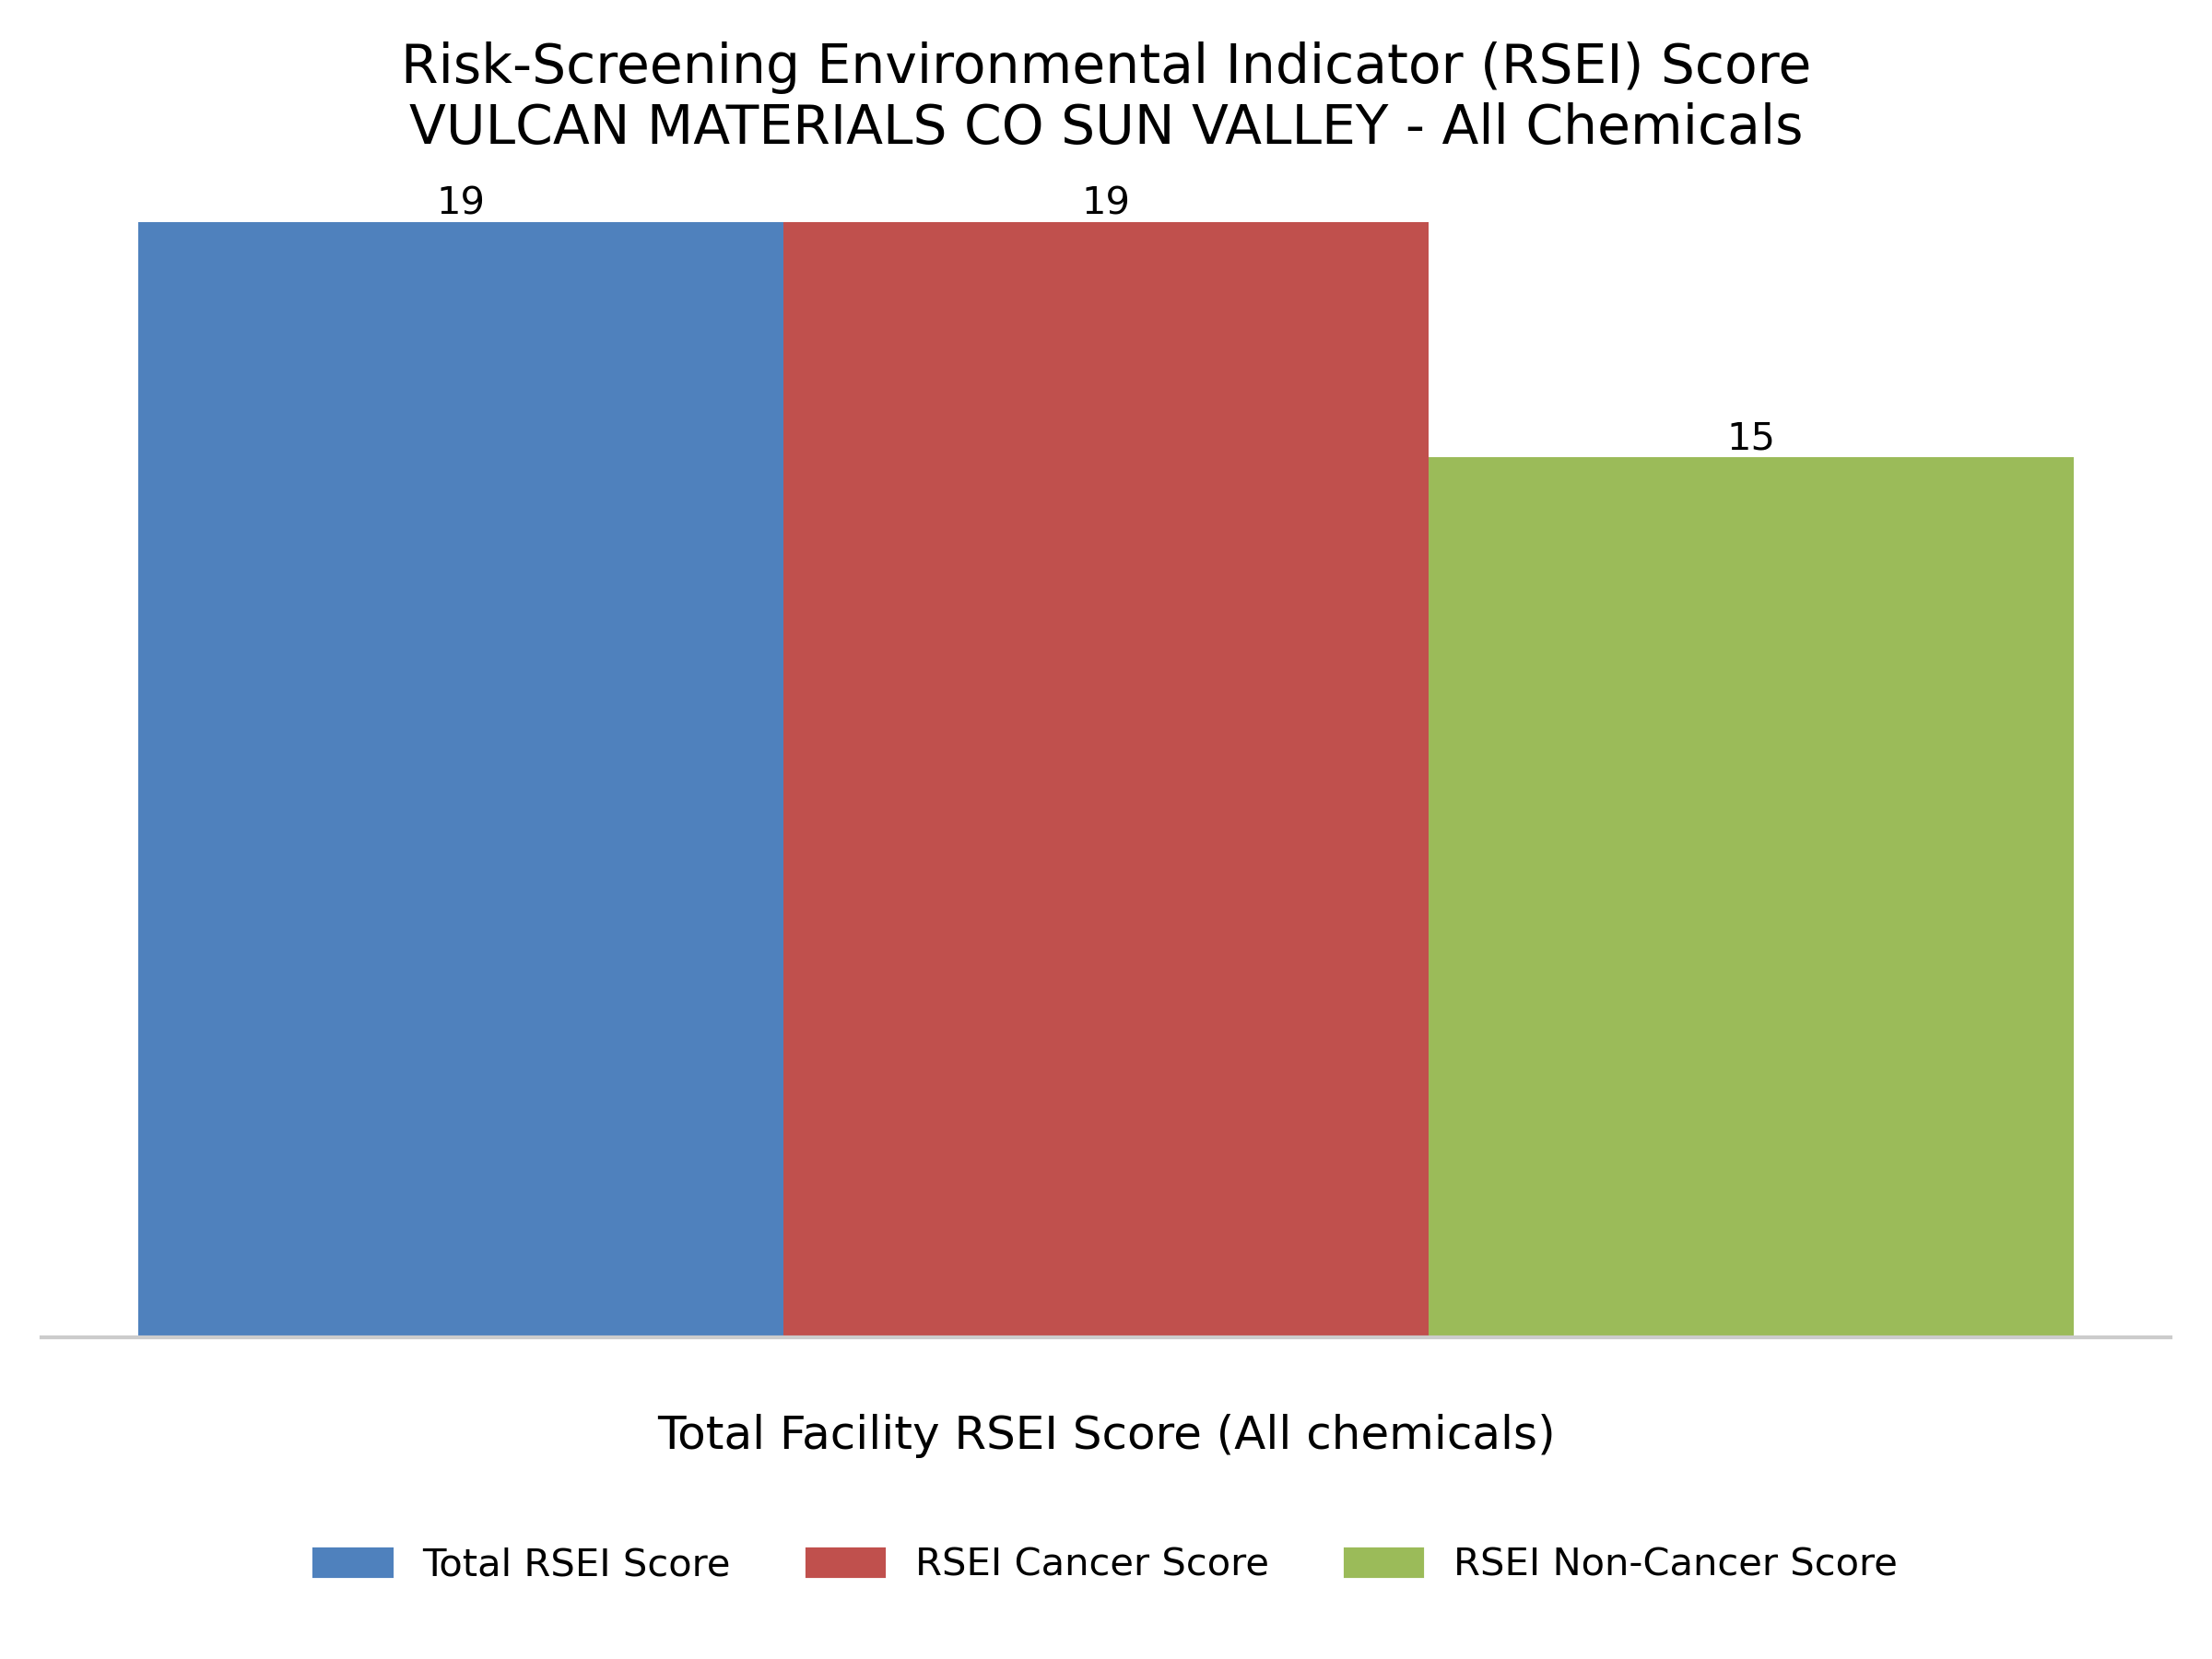 Risk-Screening Environmental Indicator (RSEI) Score
VULCAN MATERIALS CO SUN VALLEY - All Chemicals
19
19
15
Total Facility RSEI Score (All chemicals)
Total RSEI Score
RSEI Cancer Score
RSEI Non-Cancer Score